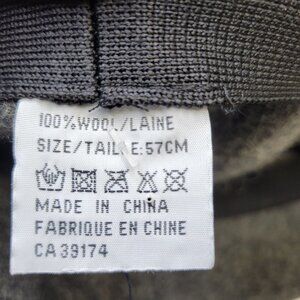 100% WOOL/LAINE
SIZE/TAILLE:57CM
MADE IN CHINA
FABRIQUE EN CHINE
CA 39174